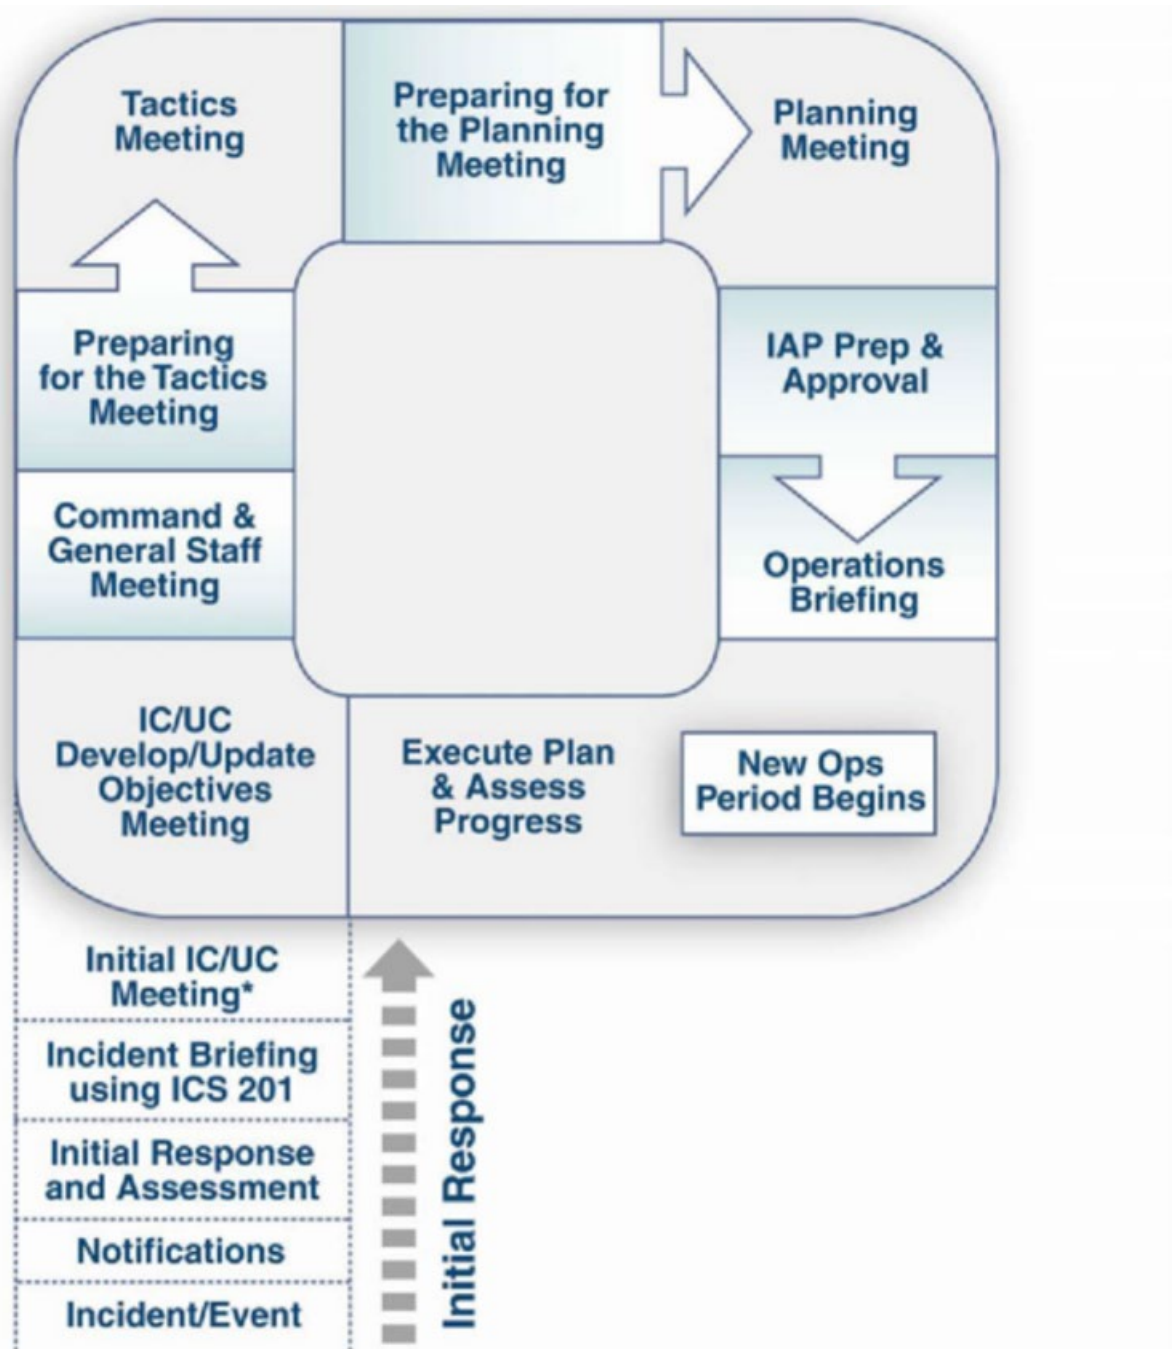 Tactics
Meeting
Preparing for
the Planning
Meeting
Planning
Meeting
Preparing
for the Tactics
Meeting
IAP Prep &
Approval
Command &
General Staff
Meeting
Operations
Briefing
IC/UC
Develop/Update
Objectives
Meeting
Execute Plan
& Assess
Progress
New Ops
Period Begins
Initial IC/UC
Meeting*
Incident Briefing
using ICS 201
Initial Response
and Assessment
Notifications
Incident/Event
Initial Response